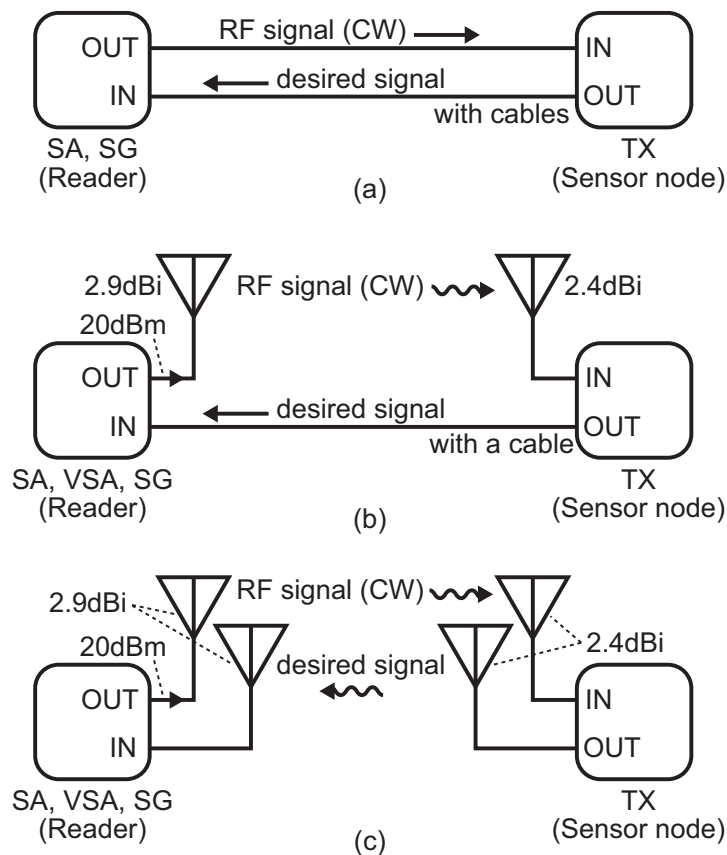 OUT RF signal (CW) IN
IN desired signal OUT
with cables
SA, SG TX
(Reader) (Sensor node)
(a)
2.9dBi RF signal (CW) 2.4dBi
20dBm
OUT IN
IN desired signal OUT
with a cable
SA, VSA, SG TX
(Reader) (Sensor node)
(b)
RF signal (CW)
2.9dBi
20dBm desired signal 2.4dBi
OUT IN
IN OUT
SA, VSA, SG TX
(Reader) (Sensor node)
(c)